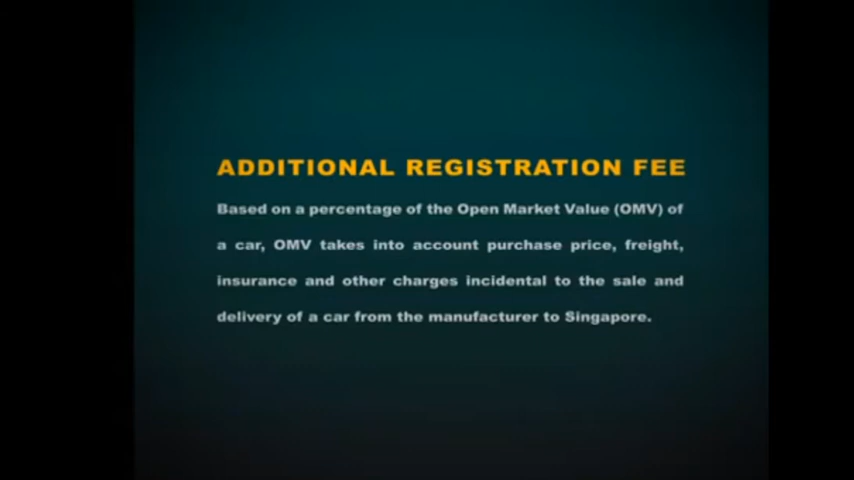 ADDITIONAL REGISTRATION FEE
Based on a percentage of the Open Market Value (OMV) of
a car, OMV takes into account purchase price, freight,
insurance and other charges incidental to the sale and
delivery of a car from the manufacturer to Singapore.